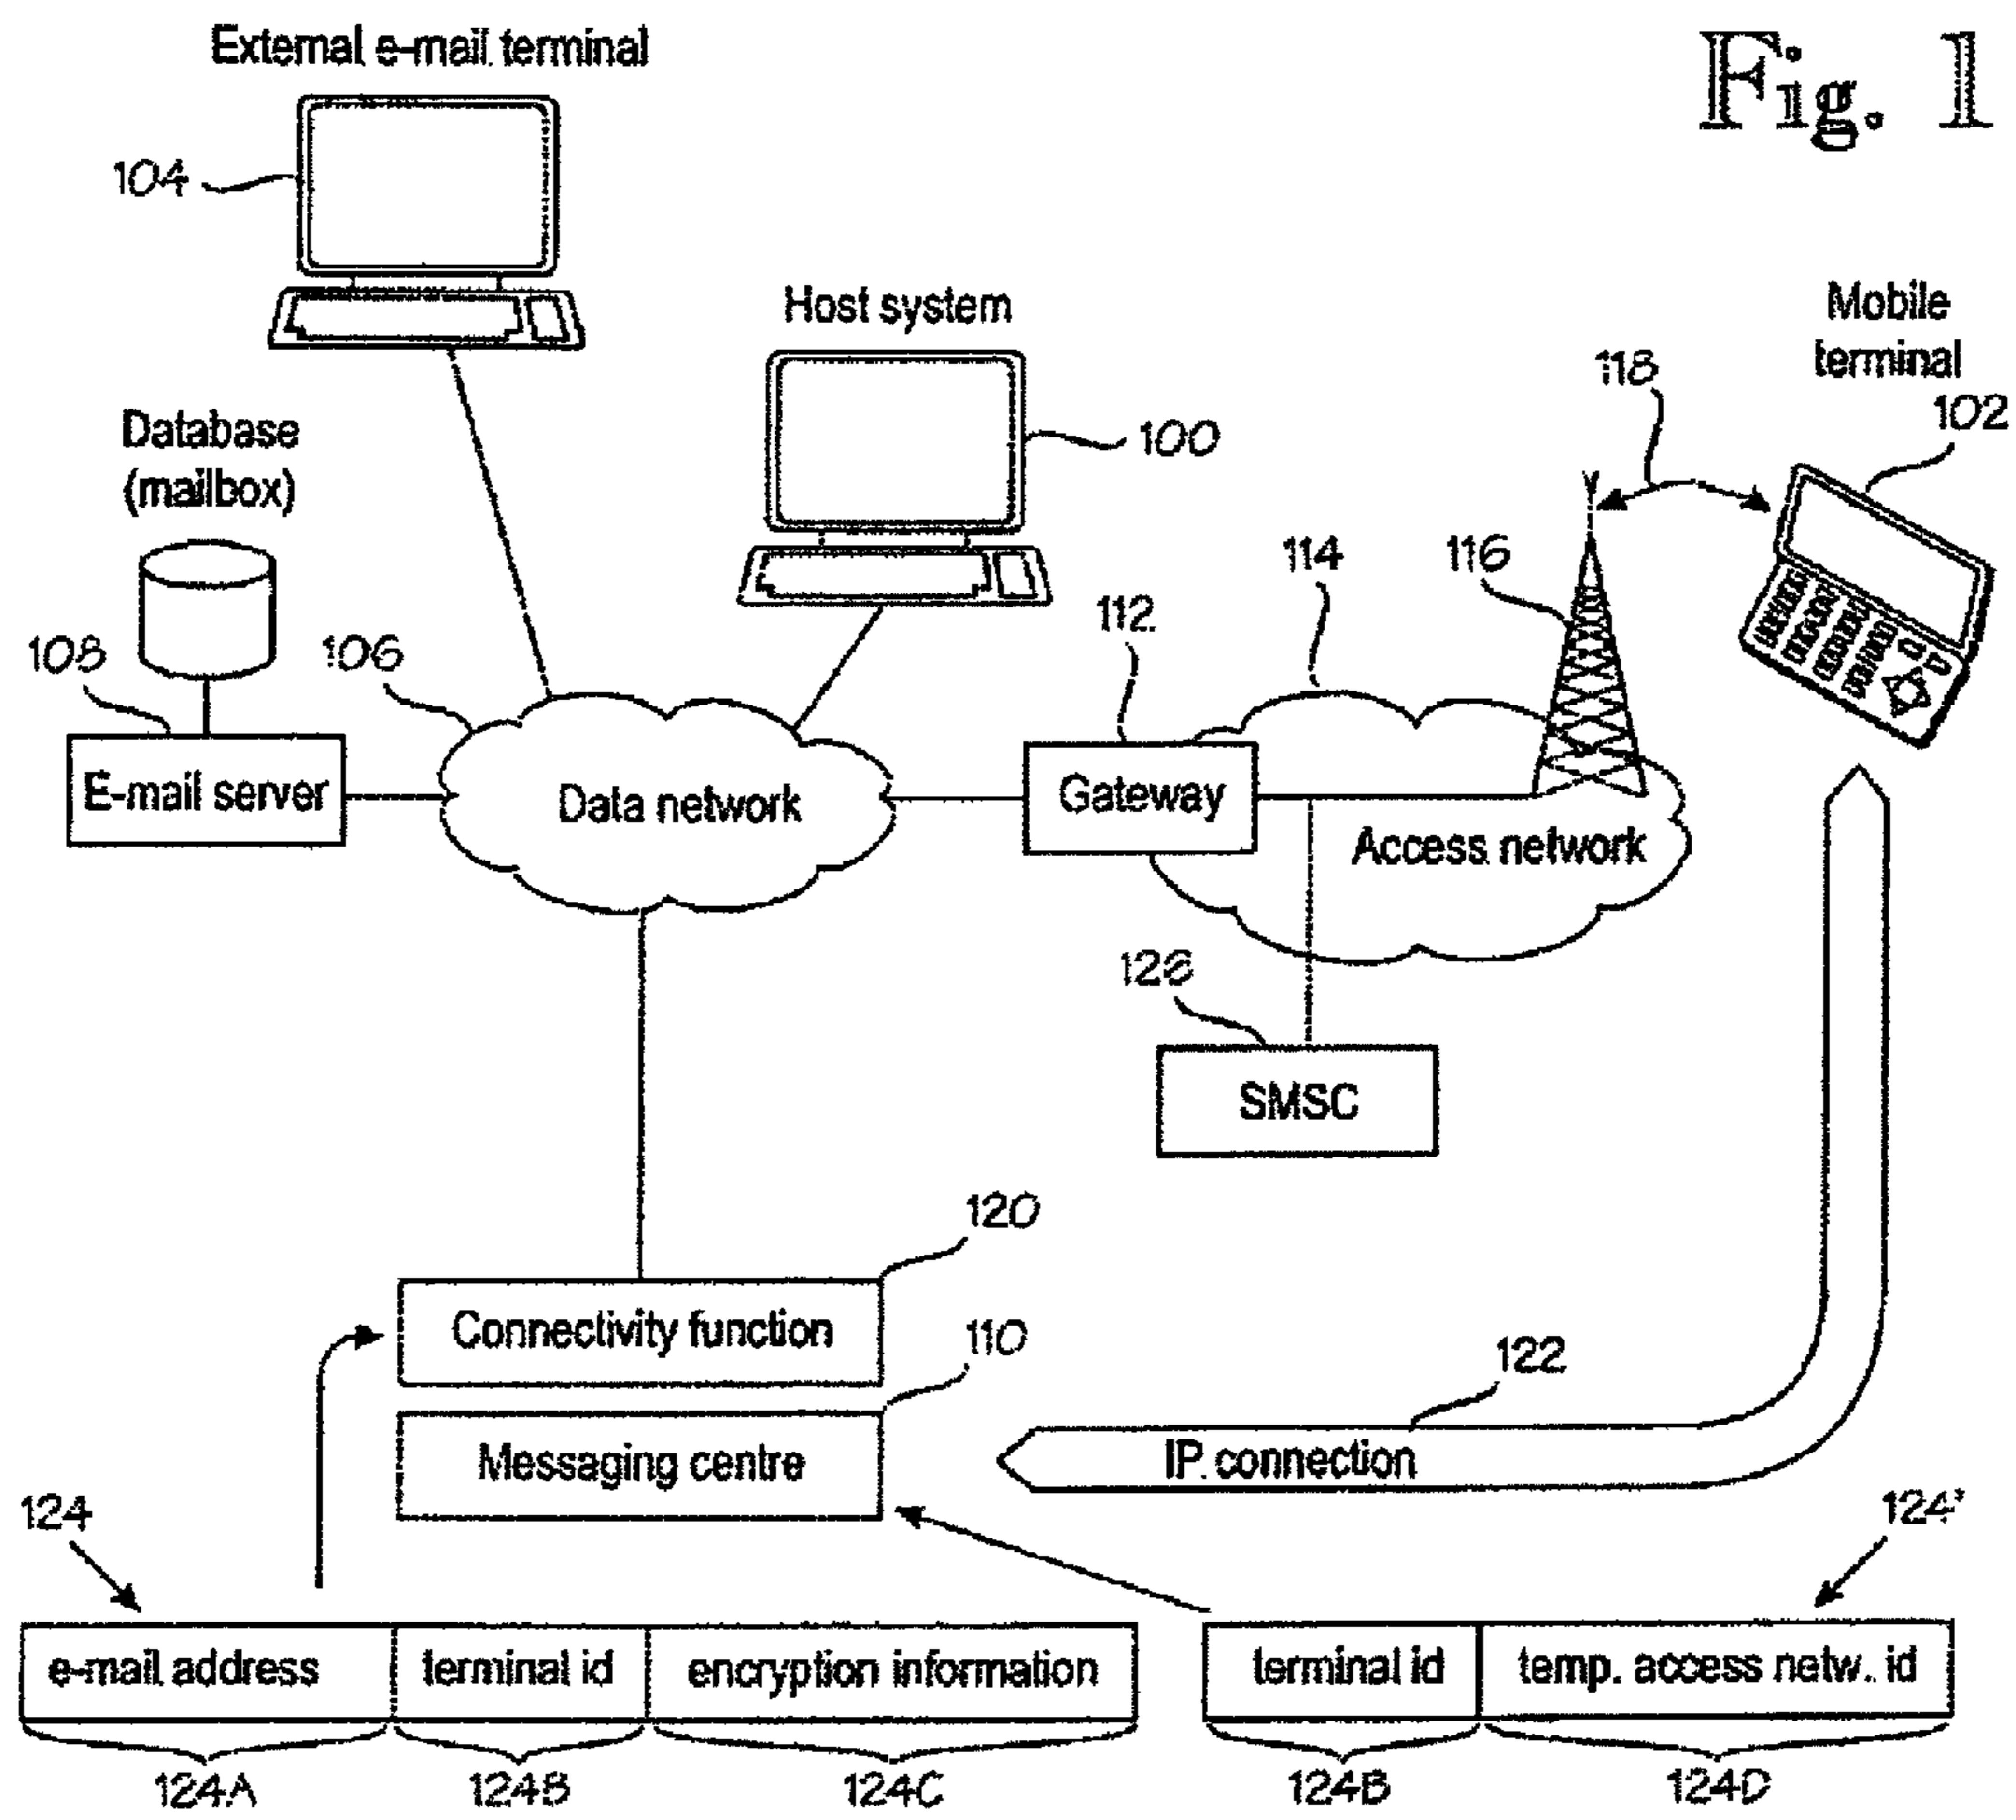 Fig. 1
External e-mail terminal
104
Host system
100
Mobile
terminal
102
118
Database
(mailbox)
108
106
112
114
116
E-mail server
Data network
Gateway
Access network
126
SMSC
120
Connectivity function
110
Messaging centre
122
IP connection
124
124'
e-mail address
terminal id
encryption information
terminal id
temp. access netw. id
124A
124B
124C
124B
124D